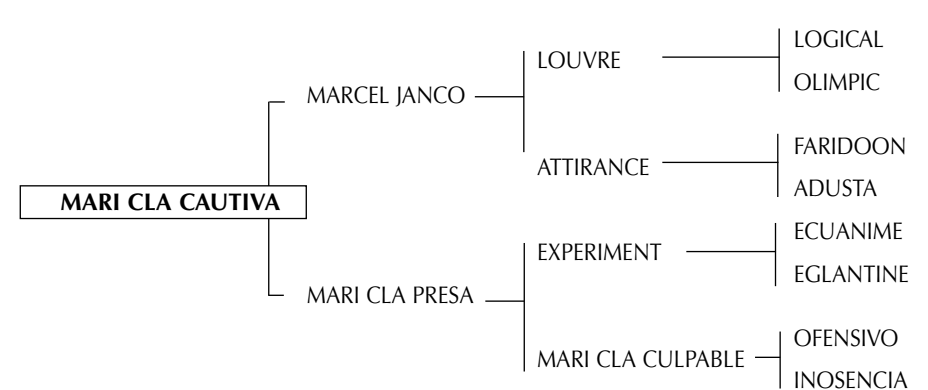 LOGICAL
LOUVRE
OLIMPIC
MARCEL JANCO
FARIDOON
ATTIRANCE
ADUSTA
MARI CLA CAUTIVA
ECUANIME
EXPERIMENT
EGLANTINE
MARI CLA PRESA
OFENSIVO
MARI CLA CULPABLE
INOSENCIA